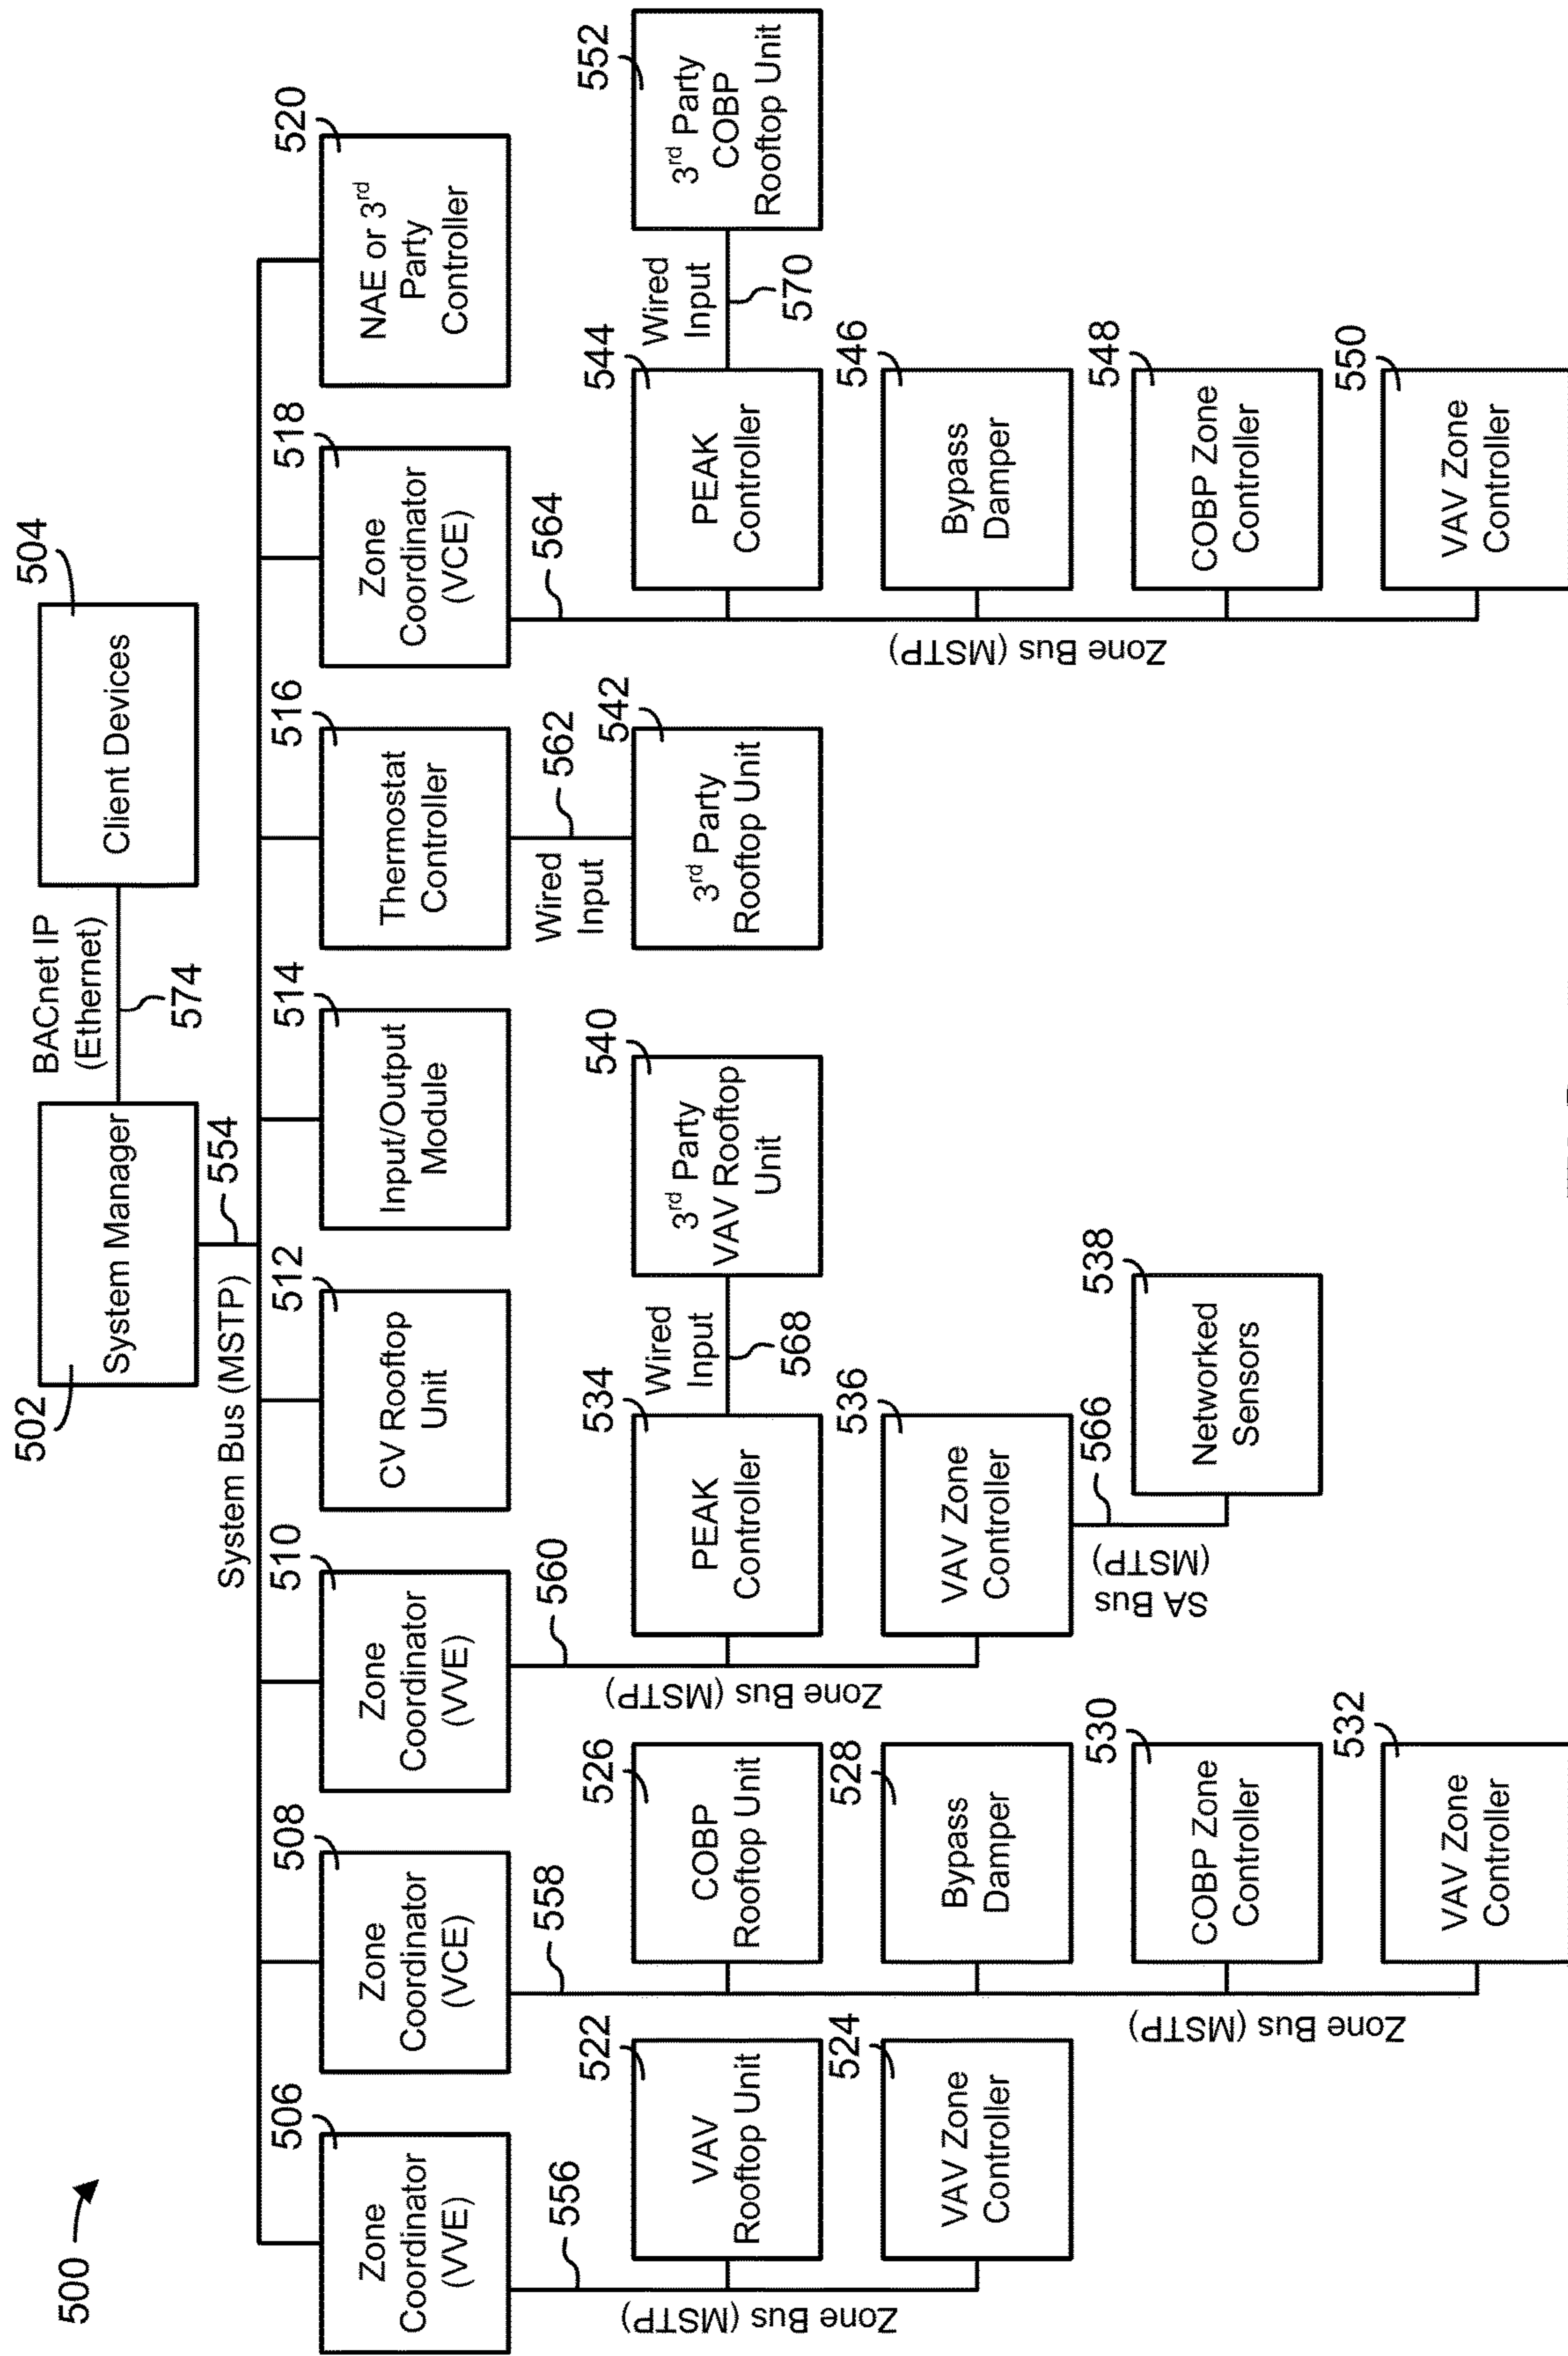 500
502
System Manager
BACnet IP
(Ethernet)
574
Client Devices
504
System Bus (MSTP)
554
506
Zone
Coordinator
(VVE)
508
Zone
Coordinator
(VCE)
510
Zone
Coordinator
(VVE)
512
CV Rooftop
Unit
514
Input/Output
Module
516
Thermostat
Controller
518
Zone
Coordinator
(VCE)
520
NAE or 3rd
Party
Controller
556
Zone Bus (MSTP)
522
VAV
Rooftop Unit
524
VAV Zone
Controller
558
Zone Bus (MSTP)
526
COBP
Rooftop Unit
528
Bypass
Damper
530
COBP Zone
Controller
532
VAV Zone
Controller
560
Zone Bus (MSTP)
534
PEAK
Controller
Wired
Input
568
540
3rd Party
VAV Rooftop
Unit
536
VAV Zone
Controller
566
SA Bus
(MSTP)
538
Networked
Sensors
562
Wired
Input
542
3rd Party
Rooftop Unit
564
Zone Bus (MSTP)
544
PEAK
Controller
Wired
Input
570
552
3rd Party
COBP
Rooftop Unit
546
Bypass
Damper
548
COBP Zone
Controller
550
VAV Zone
Controller